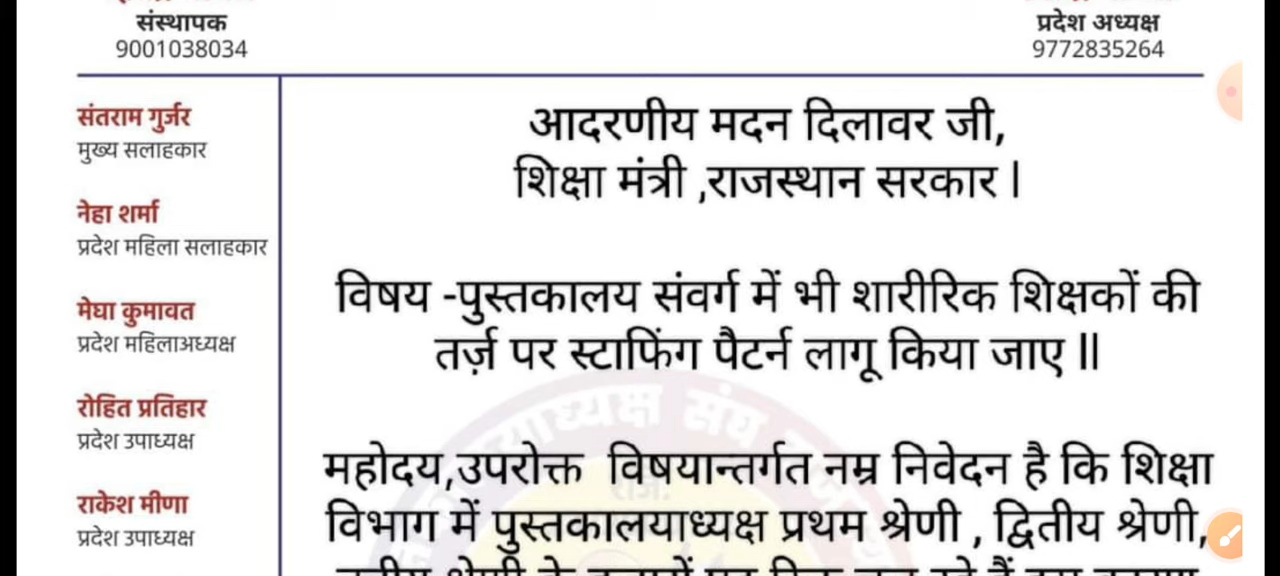 संस्थापक
9001038034
प्रदेश अध्यक्ष
9772835264
संतराम गुर्जर
मुख्य सलाहकार
नेहा शर्मा
प्रदेश महिला सलाहकार
मेघा कुमावत
प्रदेश महिलाअध्यक्ष
रोहित प्रतिहार
प्रदेश उपाध्यक्ष
राकेश मीणा
प्रदेश उपाध्यक्ष
आदरणीय मदन दिलावर जी,
शिक्षा मंत्री ,राजस्थान सरकार |
विषय -पुस्तकालय संवर्ग में भी शारीरिक शिक्षकों की
तर्ज़ पर स्टाफिंग पैटर्न लागू किया जाए ||
महोदय,उपरोक्त विषयान्तर्गत नम्र निवेदन है कि शिक्षा
विभाग में पुस्तकालयाध्यक्ष प्रथम श्रेणी , द्वितीय श्रेणी,
संघ
राज.